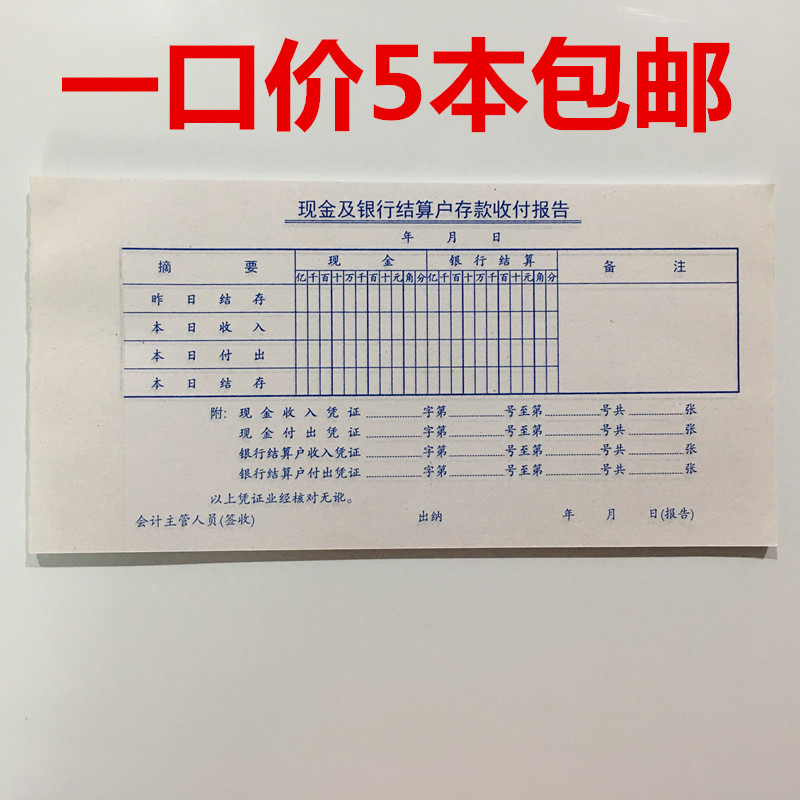 一口价5本包邮
现金及银行结算户存款收付报告
年 月 日
摘 要 现 金 银 行 结 算 备 注
亿 千 百 十 万 千 百 十 元 角 分 亿 千 百 十 万 千 百 十 元 角 分
昨 日 结 存
本 日 收 入
本 日 付 出
本 日 结 存
附: 现 金 收 入 凭 证 ............ 字第 ............ 号至第 ............ 号共 ............ 张
现 金 付 出 凭 证 ............ 字第 ............ 号至第 ............ 号共 ............ 张
银行结算户收入凭证 ............ 字第 ............ 号至第 ............ 号共 ............ 张
银行结算户付出凭证 ............ 字第 ............ 号至第 ............ 号共 ............ 张
以上凭证业经核对无讹。
会计主管人员(签收) 出纳 年 月 日(报告)